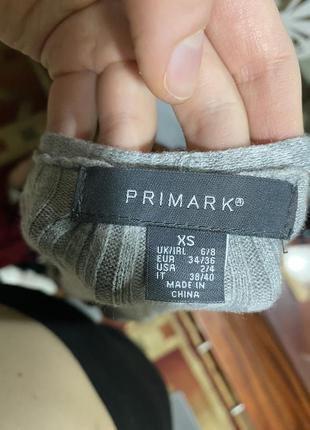 PRIMARK®
XS
UK/IRL 6/8
EUR 34/36
USA 2/4
IT 38/40
MADE IN
CHINA